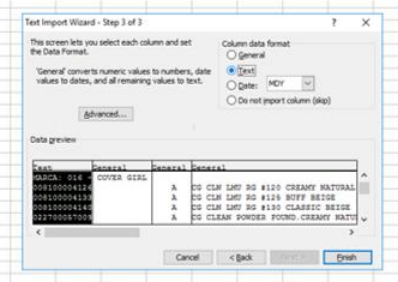 Text Import Wizard - Step 3 of 3 ? X
This screen lets you select each column and set
the Data Format.
'General' converts numeric values to numbers, date
values to dates, and all remaining values to text.
Advanced...
Column data format
General
Text
Date: MDY
Do not import column (skip)
Data preview
Text General General General
MARCA: 016 - COVER GIRL
008100004126 A CG CLN LMU RG #120 CREAMY NATURAL
008100004133 A CG CLN LMU RG #125 BUFF BEIGE
008100004140 A CG CLN LMU RG #130 CLASSIC BEIGE
022700057009 A CG CLEAN POWDER FOUND.CREAMY NATU
Cancel < Back Next > Finish